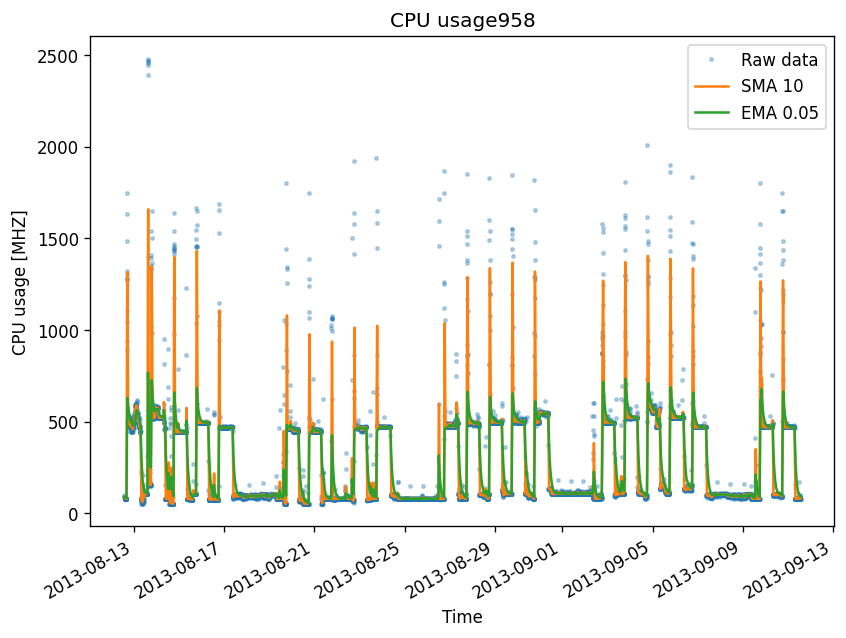 CPU usage958
CPU usage [MHZ]
2500
2000
1500
1000
500
0
Raw data
SMA 10
EMA 0.05
2013-08-13
2013-08-17
2013-08-21
2013-08-25
2013-08-29
2013-09-01
2013-09-05
2013-09-09
2013-09-13
Time